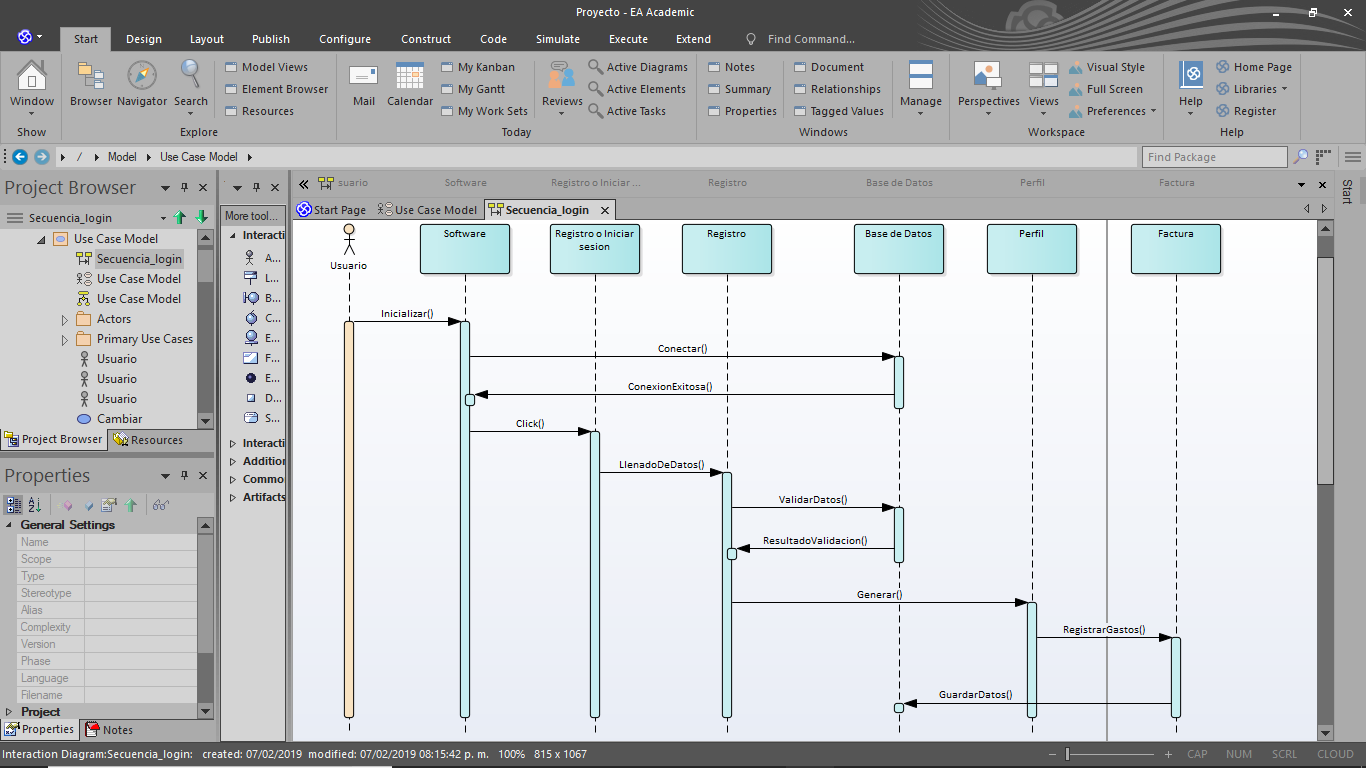 Proyecto - EA Academic
Start Design Layout Publish Configure Construct Code Simulate Execute Extend Find Command...
Window Browser Navigator Search Model Views Element Browser Resources Mail Calendar My Kanban My Gantt My Work Sets Reviews Active Diagrams Active Elements Active Tasks Notes Summary Properties Document Relationships Tagged Values Manage Perspectives Views Visual Style Full Screen Preferences Help Home Page Libraries Register
Show Explore Today Windows Workspace Help
/ Model Use Case Model Find Package
Project Browser
Secuencia_login
Use Case Model
Secuencia_login
Use Case Model
Use Case Model
Actors
Primary Use Cases
Usuario
Usuario
Usuario
Cambiar
Project Browser Resources
Properties
General Settings
Name
Scope
Type
Stereotype
Alias
Complexity
Version
Phase
Language
Filename
Project
Properties Notes
More tool...
Interacti
A...
L...
B...
C...
E...
F...
E...
D...
S...
Interacti
Addition
Commo
Artifacts
suario Software Registro o Iniciar ... Registro Base de Datos Perfil Factura
Start Page Use Case Model Secuencia_login
Start
Usuario
Software
Registro o Iniciar
sesion
Registro
Base de Datos
Perfil
Factura
Inicializar()
Conectar()
ConexionExitosa()
Click()
LlenadoDeDatos()
ValidarDatos()
ResultadoValidacion()
Generar()
RegistrarGastos()
GuardarDatos()
Interaction Diagram:Secuencia_login: created: 07/02/2019 modified: 07/02/2019 08:15:42 p. m. 100% 815 x 1067 CAP NUM SCRL CLOUD